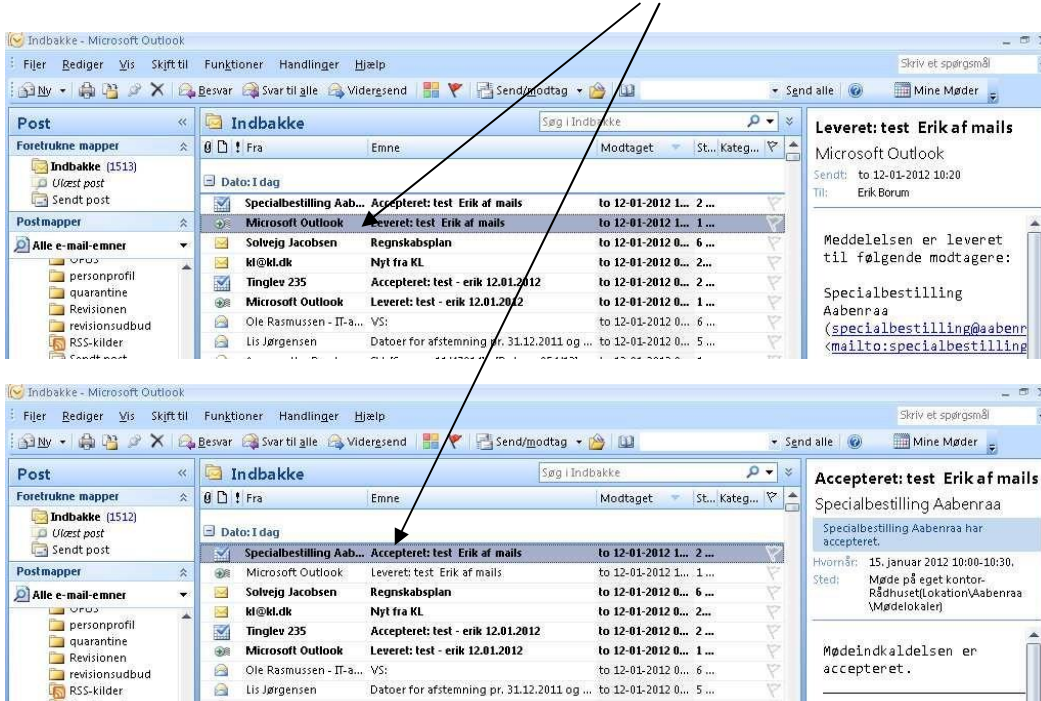 Indbakke - Microsoft Outlook
Filer Rediger Vis Skift til Funktioner Handlinger Hjælp Skriv et spørgsmål
Ny Besvar Svar til alle Videresend Send/modtag Send alle Mine Møder
Post
Foretrukne mapper
Indbakke (1513)
Ulæst post
Sendt post
Postmapper
Alle e-mail-emner
OPUS
personprofil
quarantine
Revisionen
revisionsudbud
RSS-kilder
Sendt post
Indbakke Søg i Indbakke
Fra Emne Modtaget St... Kateg...
Dato: I dag
Specialbestilling Aab... Accepteret: test Erik af mails to 12-01-2012 1... 2 ...
Microsoft Outlook Leveret: test Erik af mails to 12-01-2012 1... 1 ...
Solvejg Jacobsen Regnskabsplan to 12-01-2012 0... 6 ...
kl@kl.dk Nyt fra KL to 12-01-2012 0... 2...
Tinglev 235 Accepteret: test - erik 12.01.2012 to 12-01-2012 0... 2 ...
Microsoft Outlook Leveret: test - erik 12.01.2012 to 12-01-2012 0... 1 ...
Ole Rasmussen - IT-a... VS: to 12-01-2012 0... 6 ...
Lis Jørgensen Datoer for afstemning pr. 31.12.2011 og ... to 12-01-2012 0... 5 ...
Leveret: test Erik af mails
Microsoft Outlook
Sendt: to 12-01-2012 10:20
Til: Erik Borum
Meddelelsen er leveret
til følgende modtagere:
Specialbestilling
Aabenraa
(specialbestilling@aabenr
<mailto:specialbestilling
Indbakke - Microsoft Outlook
Filer Rediger Vis Skift til Funktioner Handlinger Hjælp Skriv et spørgsmål
Ny Besvar Svar til alle Videresend Send/modtag Send alle Mine Møder
Post
Foretrukne mapper
Indbakke (1512)
Ulæst post
Sendt post
Postmapper
Alle e-mail-emner
OPUS
personprofil
quarantine
Revisionen
revisionsudbud
RSS-kilder
Indbakke Søg i Indbakke
Fra Emne Modtaget St... Kateg...
Dato: I dag
Specialbestilling Aab... Accepteret: test Erik af mails to 12-01-2012 1... 2 ...
Microsoft Outlook Leveret: test Erik af mails to 12-01-2012 1... 1 ...
Solvejg Jacobsen Regnskabsplan to 12-01-2012 0... 6 ...
kl@kl.dk Nyt fra KL to 12-01-2012 0... 2...
Tinglev 235 Accepteret: test - erik 12.01.2012 to 12-01-2012 0... 2 ...
Microsoft Outlook Leveret: test - erik 12.01.2012 to 12-01-2012 0... 1 ...
Ole Rasmussen - IT-a... VS: to 12-01-2012 0... 6 ...
Lis Jørgensen Datoer for afstemning pr. 31.12.2011 og ... to 12-01-2012 0... 5 ...
Accepteret: test Erik af mails
Specialbestilling Aabenraa
Specialbestilling Aabenraa har
accepteret.
Hvornår: 15. januar 2012 10:00-10:30.
Sted: Møde på eget kontor-
Rådhuset(Lokation\Aabenraa
\Mødelokaler)
Mødeindkaldelsen er
accepteret.